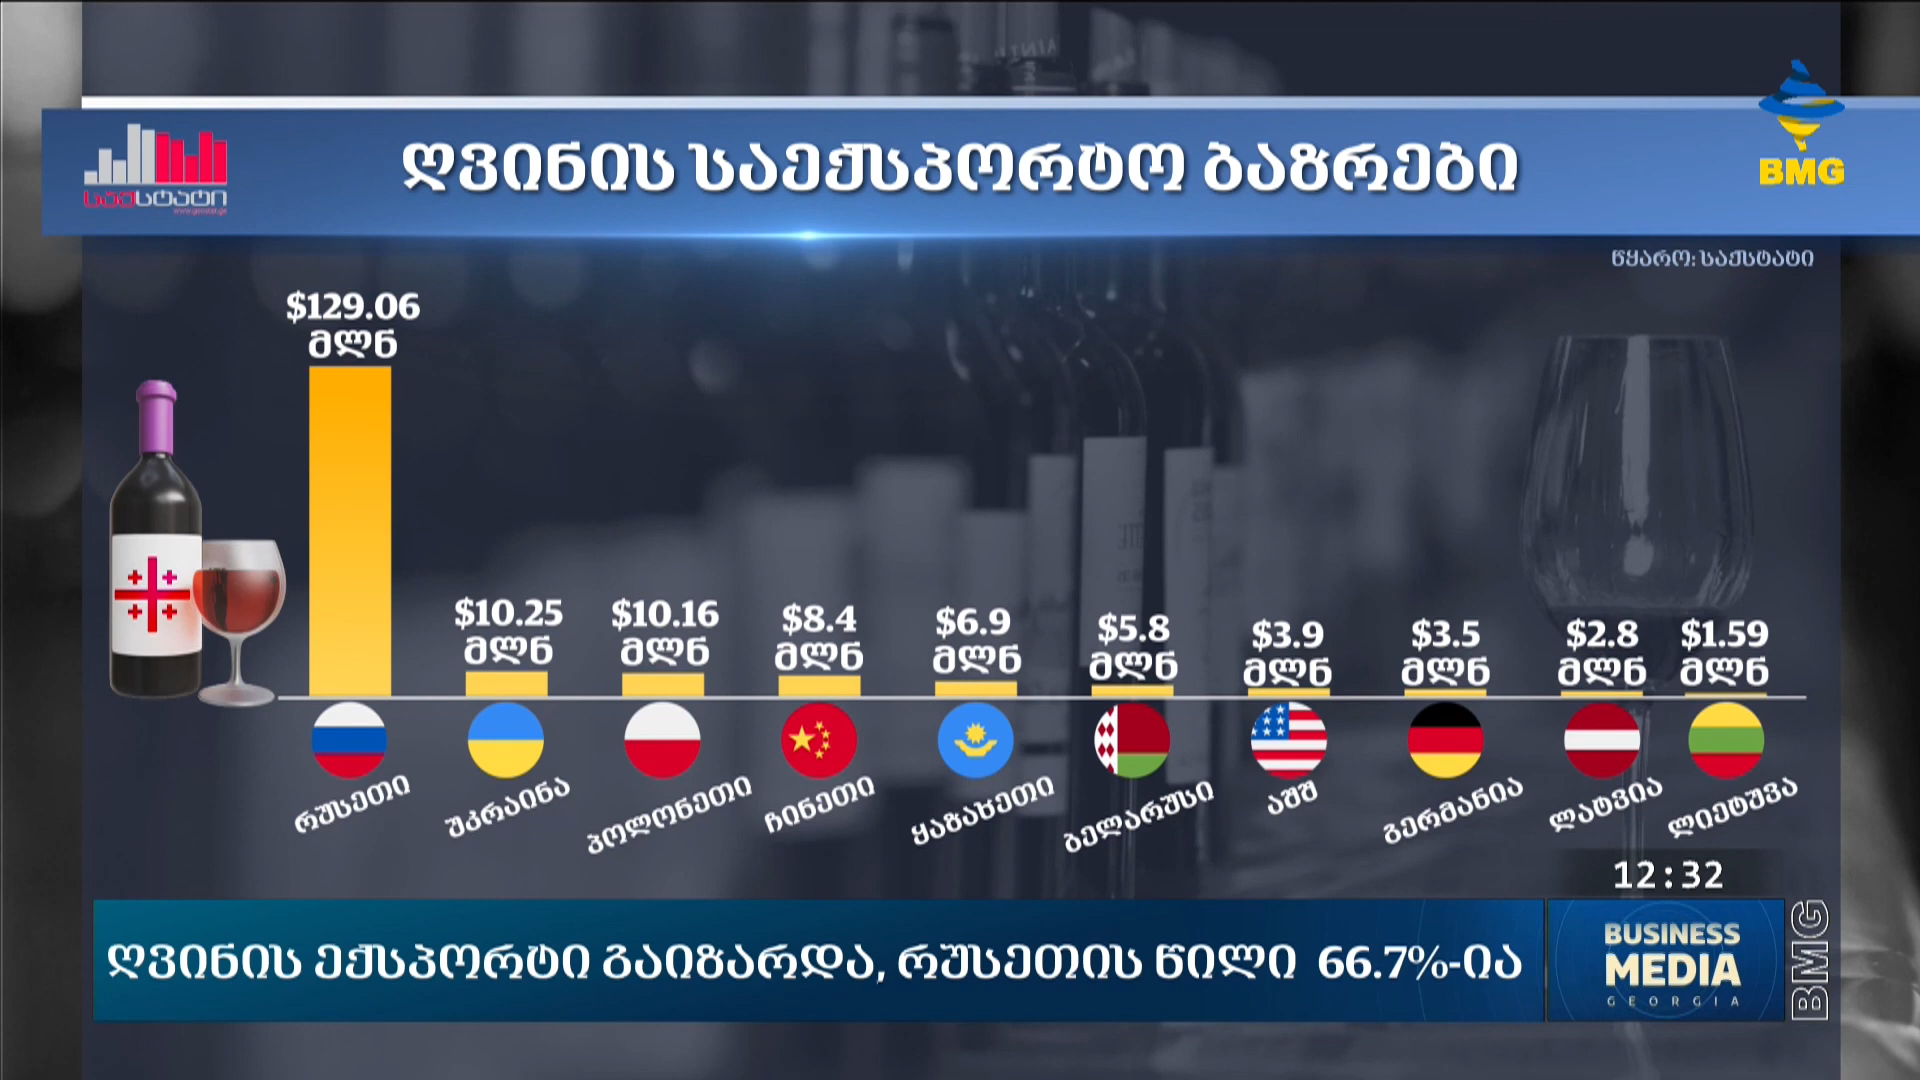 ღვინის საექსპორტო ბაზრები
საქსტატი
www.geostat.ge
BMG
წყარო: საქსტატი
$129.06
მლნ
$10.25
მლნ
$10.16
მლნ
$8.4
მლნ
$6.9
მლნ
$5.8
მლნ
$3.9
მლნ
$3.5
მლნ
$2.8
მლნ
$1.59
მლნ
რუსეთი
უკრაინა
პოლონეთი
ჩინეთი
ყაზახეთი
ბელარუსი
აშშ
გერმანია
ლატვია
ლიეტუვა
12:32
ღვინის ექსპორტი გაიზარდა, რუსეთის წილი 66.7%-ია
BUSINESS
MEDIA
GEORGIA
BMG